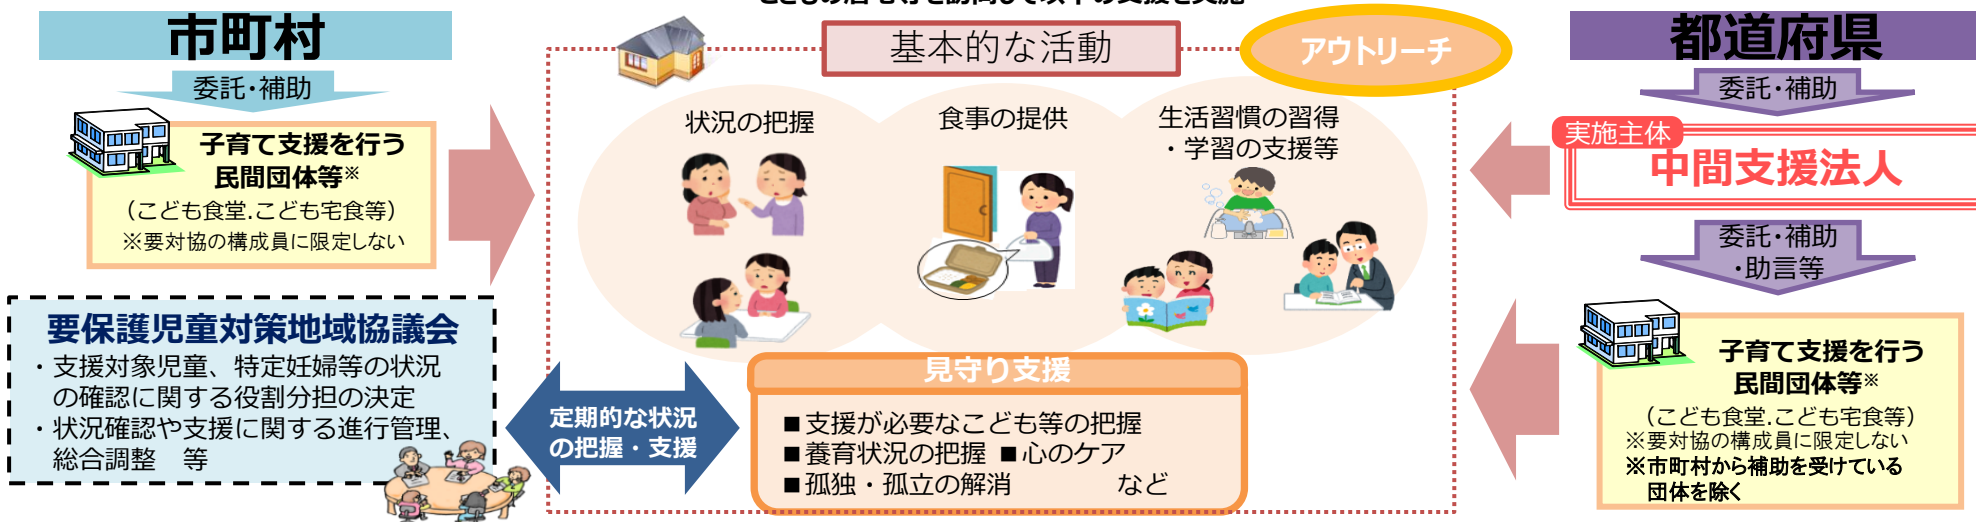 市町村
委託・補助
子育て支援を行う
民間団体等※
（こども食堂.こども宅食等）
※要対協の構成員に限定しない
要保護児童対策地域協議会
・支援対象児童、特定妊婦等の状況
の確認に関する役割分担の決定
・状況確認や支援に関する進行管理、
総合調整　等
基本的な活動
アウトリーチ
状況の把握
食事の提供
生活習慣の習得
・学習の支援等
定期的な状況
の把握・支援
見守り支援
■支援が必要なこども等の把握
■養育状況の把握 ■心のケア
■孤独・孤立の解消　　　など
都道府県
委託・補助
実施主体
中間支援法人
委託・補助
・助言等
子育て支援を行う
民間団体等※
（こども食堂.こども宅食等）
※要対協の構成員に限定しない
※市町村から補助を受けている
団体を除く